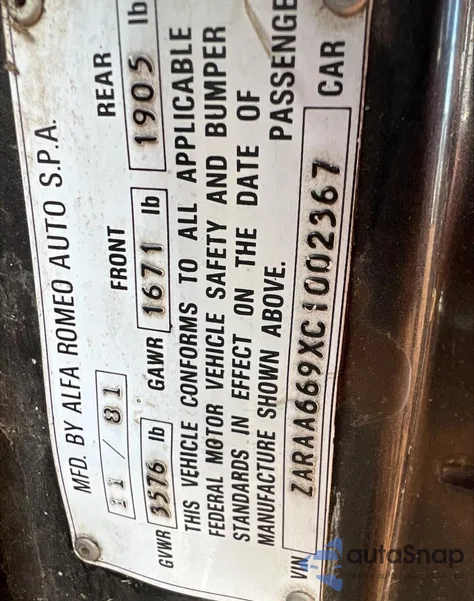 MFD. BY ALFA ROMEO AUTO S.P.A.
11 / 81 FRONT REAR
GVWR 3576 lb GAWR 1671 lb 1905 lb
THIS VEHICLE CONFORMS TO ALL APPLICABLE
FEDERAL MOTOR VEHICLE SAFETY AND BUMPER
STANDARDS IN EFFECT ON THE DATE OF
MANUFACTURE SHOWN ABOVE. PASSENGE
VIN ZARAA669XC1002367 CAR
autoSnap